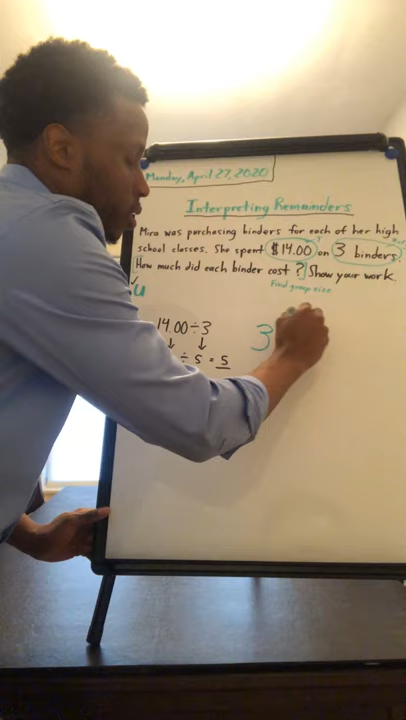 Monday, April 27, 2020
Interpreting Remainders
Mira was purchasing binders for each of her high
school classes. She spent $14.00 on 3 binders.
How much did each binder cost? Show your work.
Find group size
u
14.00÷3
↓ ↓
÷ 5 = 5
3